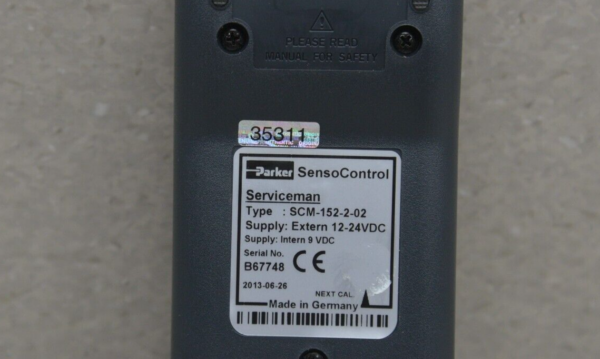 PLEASE READ
MANUAL FOR SAFETY
35311
Parker SensoControl
Serviceman
Type : SCM-152-2-02
Supply: Extern 12-24VDC
Supply: Intern 9 VDC
Serial No.
B67748 CE
2013-06-26
NEXT CAL.
Made in Germany